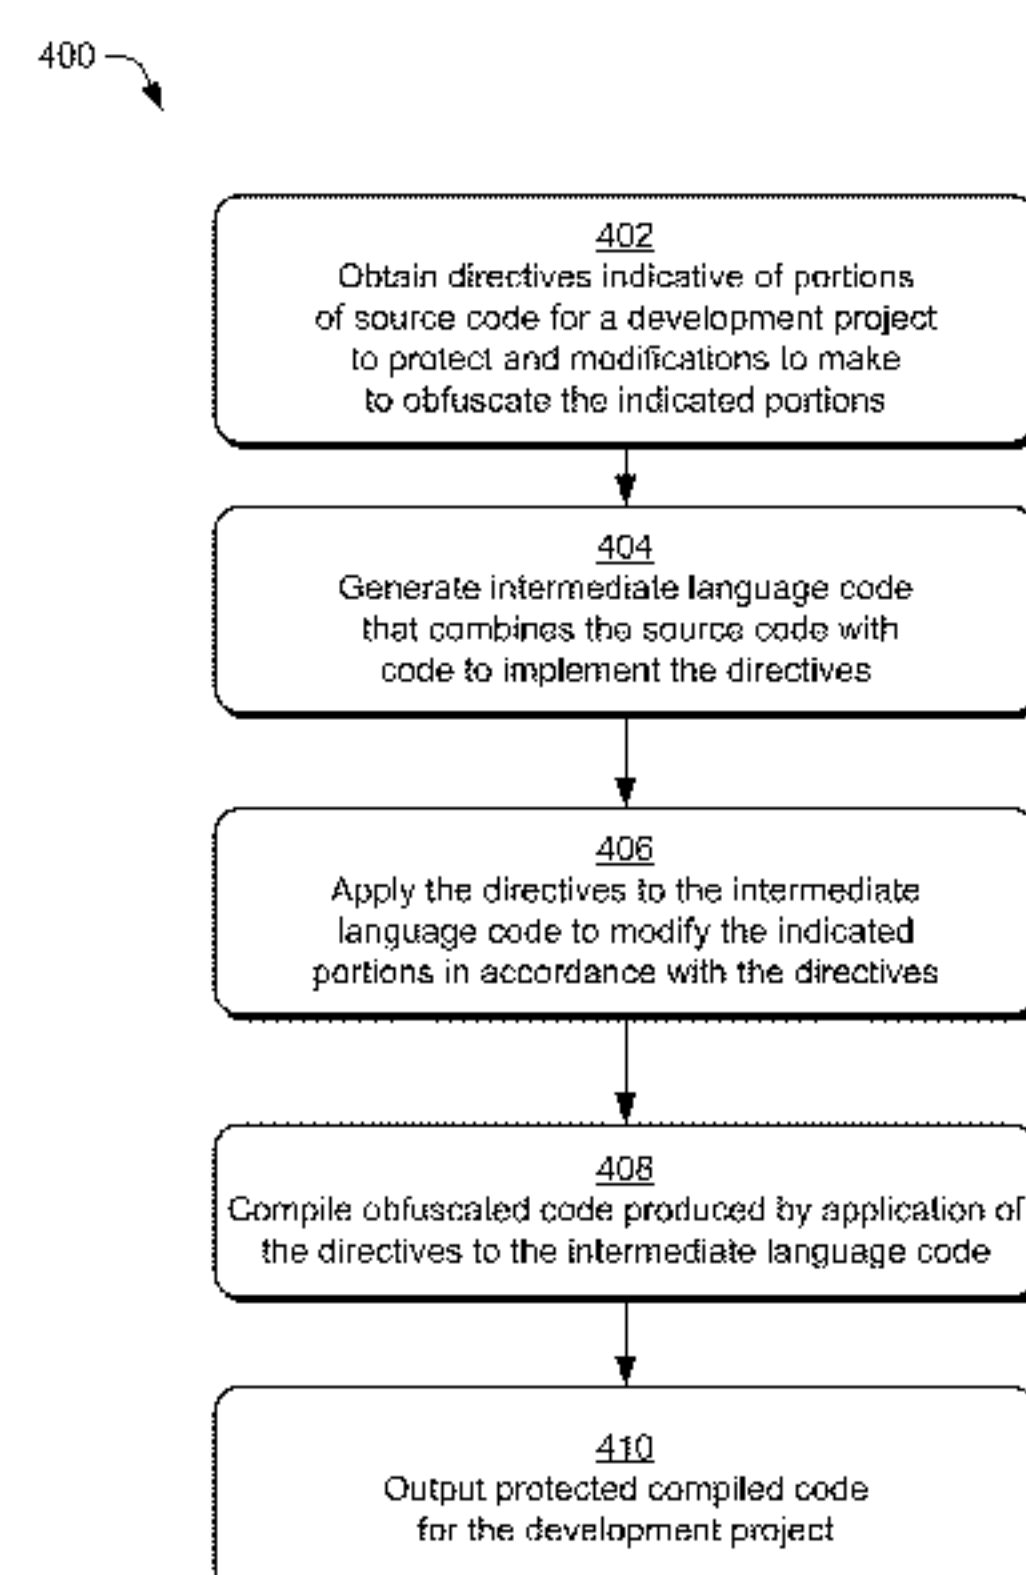 400
402
Obtain directives indicative of portions
of source code for a development project
to protect and modifications to make
to obfuscate the indicated portions
404
Generate intermediate language code
that combines the source code with
code to implement the directives
406
Apply the directives to the intermediate
language code to modify the indicated
portions in accordance with the directives
408
Compile obfuscated code produced by application of
the directives to the intermediate language code
410
Output protected compiled code
for the development project